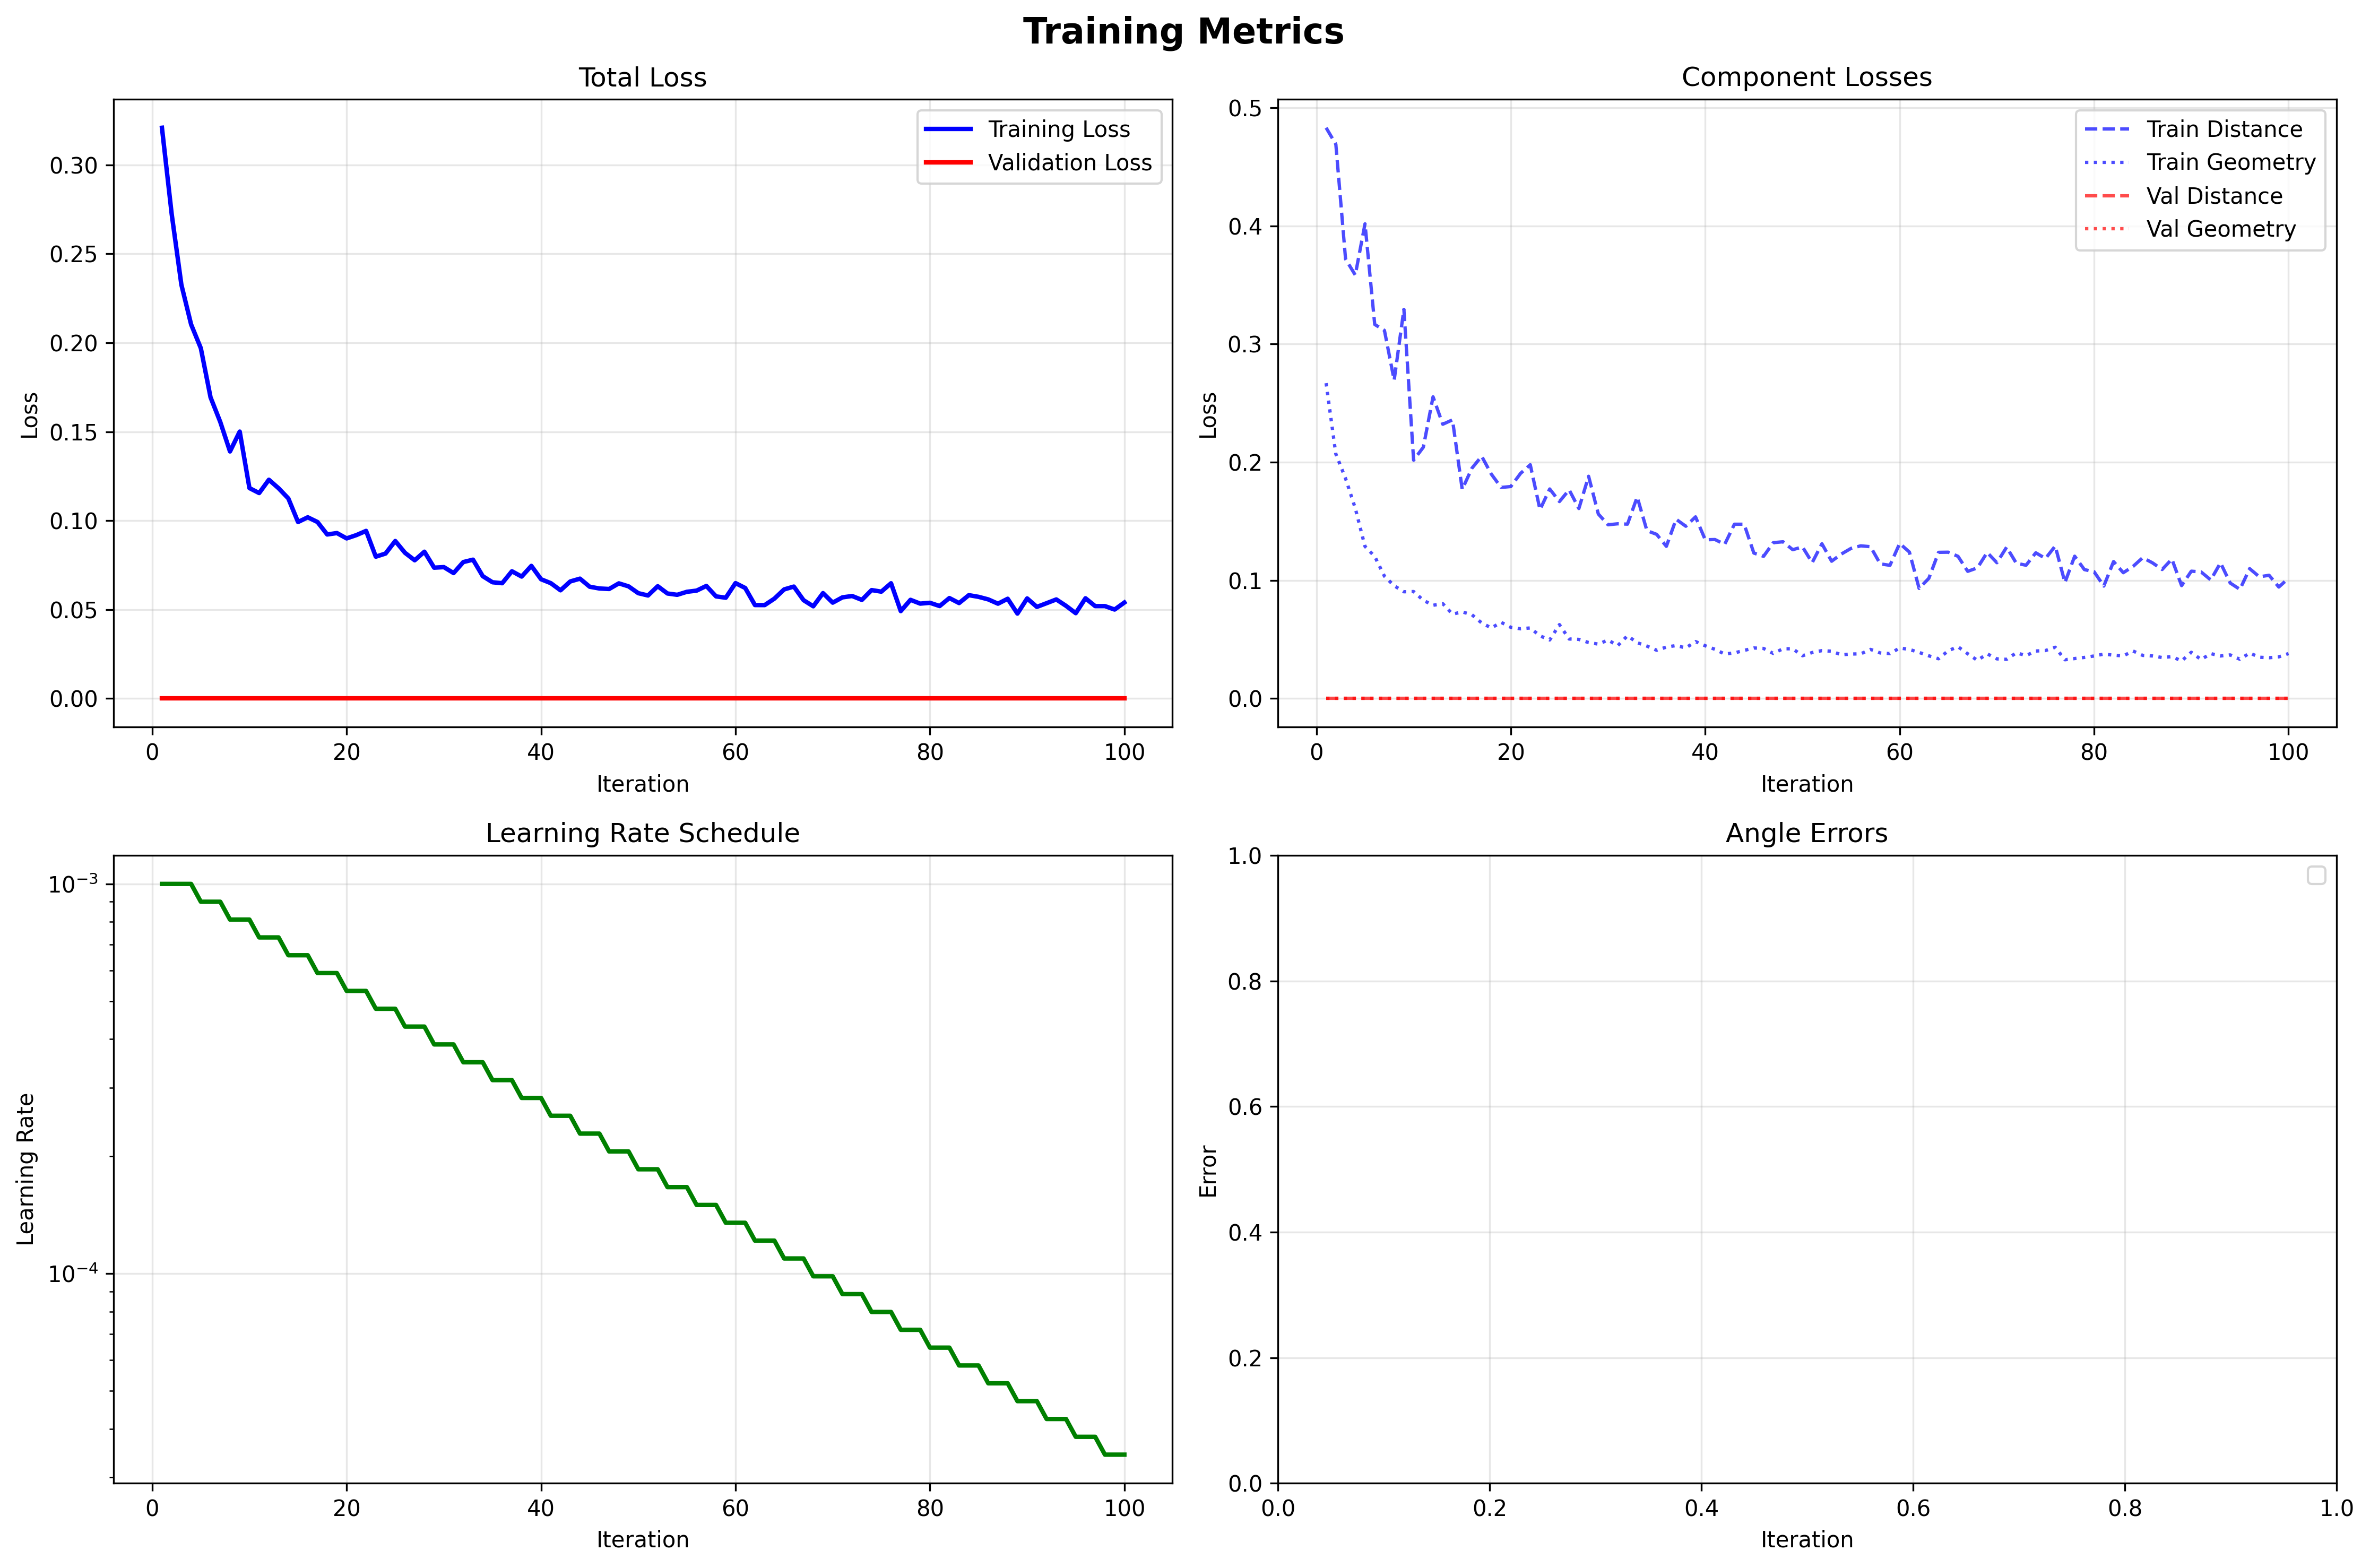 Training Metrics
Total Loss
Loss
0.30
0.25
0.20
0.15
0.10
0.05
0.00
Training Loss
Validation Loss
0 20 40 60 80 100
Iteration
Component Losses
Loss
0.5
0.4
0.3
0.2
0.1
0.0
Train Distance
Train Geometry
Val Distance
Val Geometry
0 20 40 60 80 100
Iteration
Learning Rate Schedule
Learning Rate
10⁻³
10⁻⁴
0 20 40 60 80 100
Iteration
Angle Errors
Error
1.0
0.8
0.6
0.4
0.2
0.0
0.0 0.2 0.4 0.6 0.8 1.0
Iteration